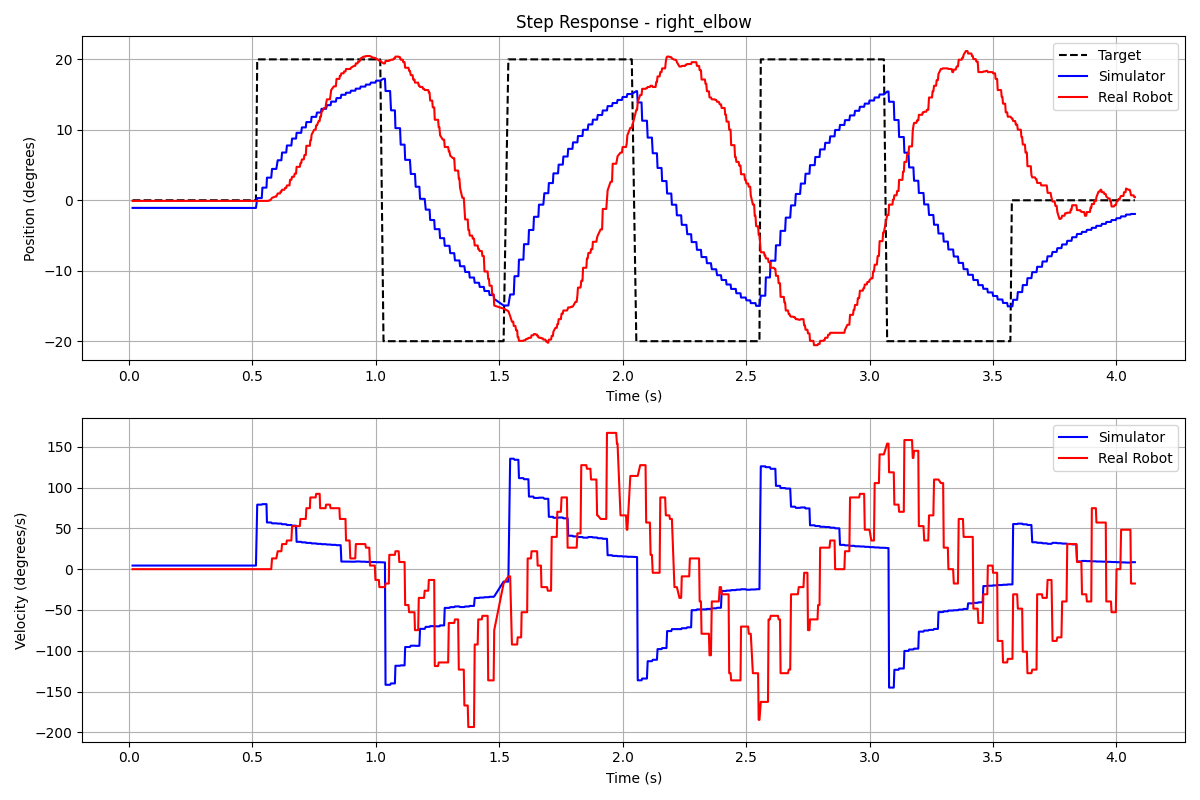 Step Response - right_elbow
Position (degrees)
20
10
0
−10
−20
Target
Simulator
Real Robot
0.0 0.5 1.0 1.5 2.0 2.5 3.0 3.5 4.0
Time (s)
Velocity (degrees/s)
150
100
50
0
−50
−100
−150
−200
Simulator
Real Robot
0.0 0.5 1.0 1.5 2.0 2.5 3.0 3.5 4.0
Time (s)